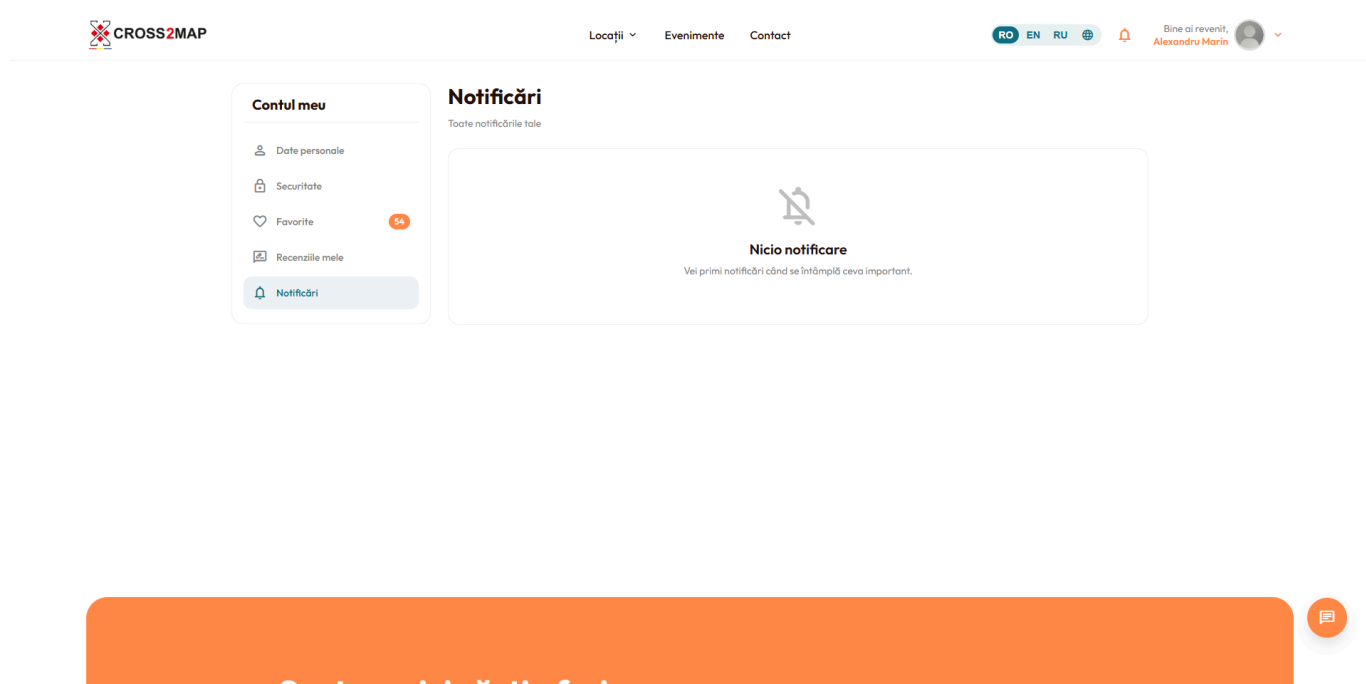 CROSS2MAP
Locații
Evenimente
Contact
RO
EN
RU
Bine ai revenit,
Alexandru Marin
Contul meu
Date personale
Securitate
Favorite
54
Recenziile mele
Notificări
Notificări
Toate notificările tale
Nicio notificare
Vei primi notificări când se întâmplă ceva important.